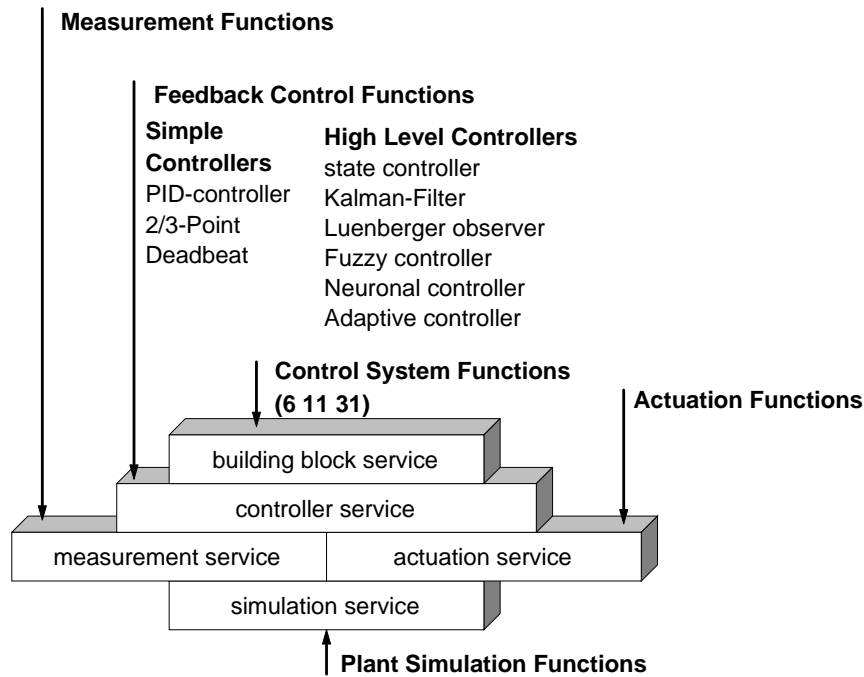 Measurement Functions
Feedback Control Functions
Simple
Controllers
PID-controller
2/3-Point
Deadbeat
High Level Controllers
state controller
Kalman-Filter
Luenberger observer
Fuzzy controller
Neuronal controller
Adaptive controller
Control System Functions
(6 11 31)
Actuation Functions
building block service
controller service
measurement service
actuation service
simulation service
Plant Simulation Functions